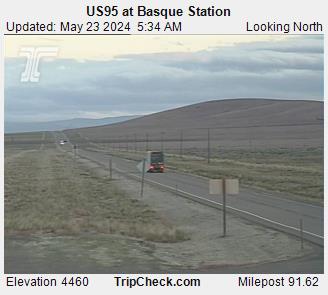 US95 at Basque Station
Updated: May 23 2024 5:34 AM Looking North
Elevation 4460 TripCheck.com Milepost 91.62